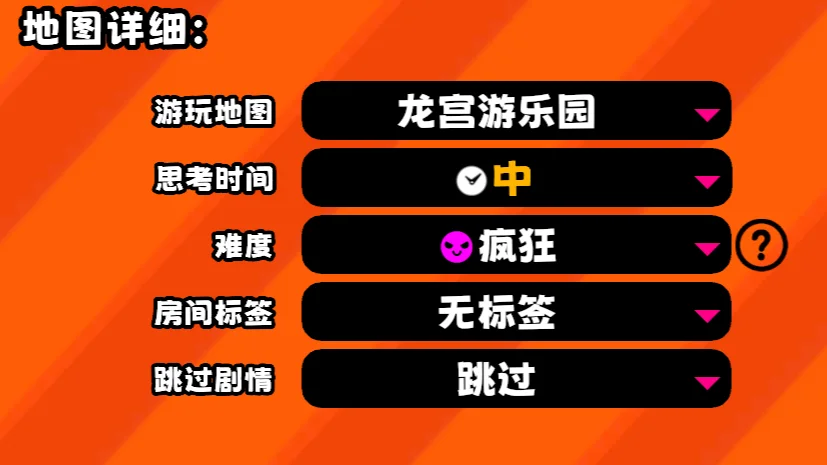 地图详细:
游玩地图 龙宫游乐园
思考时间 中
难度 疯狂 ?
房间标签 无标签
跳过剧情 跳过